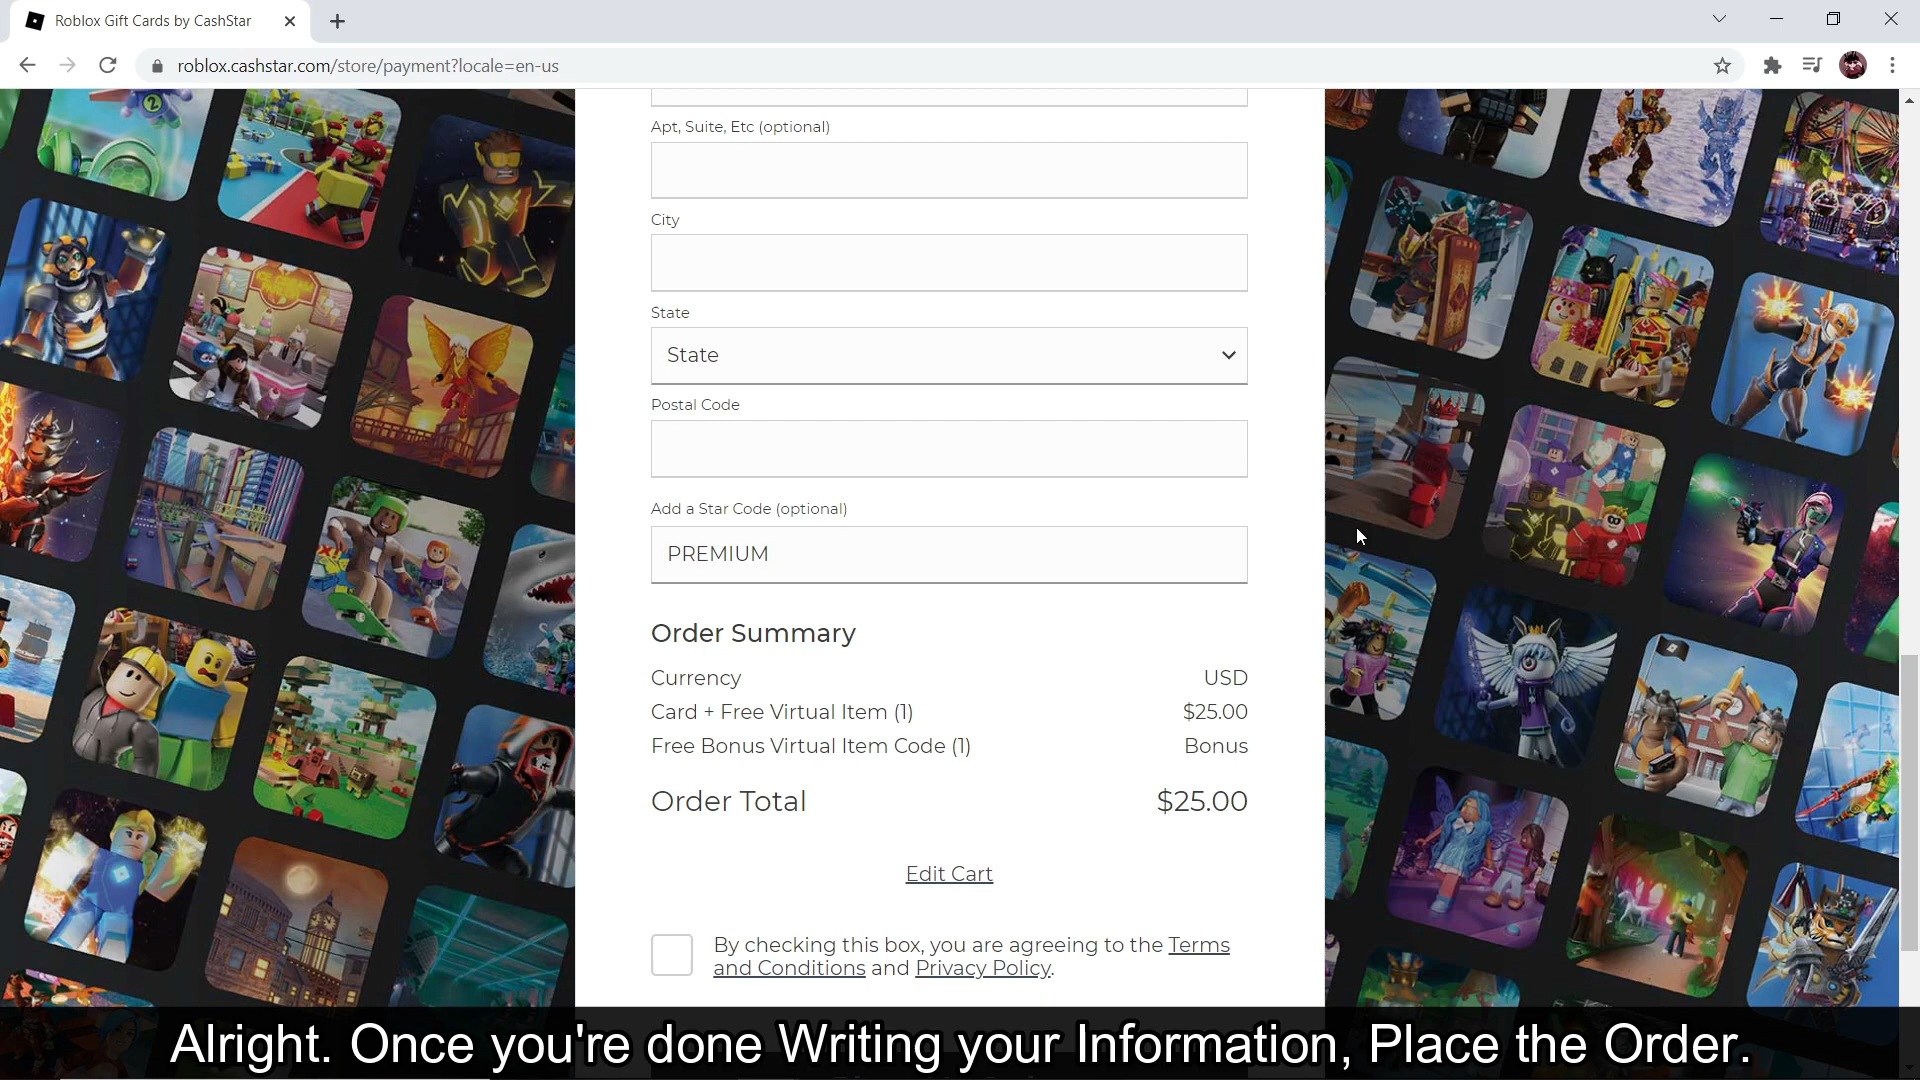 Roblox Gift Cards by CashStar
roblox.cashstar.com/store/payment?locale=en-us
Apt, Suite, Etc (optional)
City
State
State
Postal Code
Add a Star Code (optional)
PREMIUM
Order Summary
Currency USD
Card + Free Virtual Item (1) $25.00
Free Bonus Virtual Item Code (1) Bonus
Order Total $25.00
Edit Cart
By checking this box, you are agreeing to the Terms
and Conditions and Privacy Policy.
Alright. Once you're done Writing your Information, Place the Order.